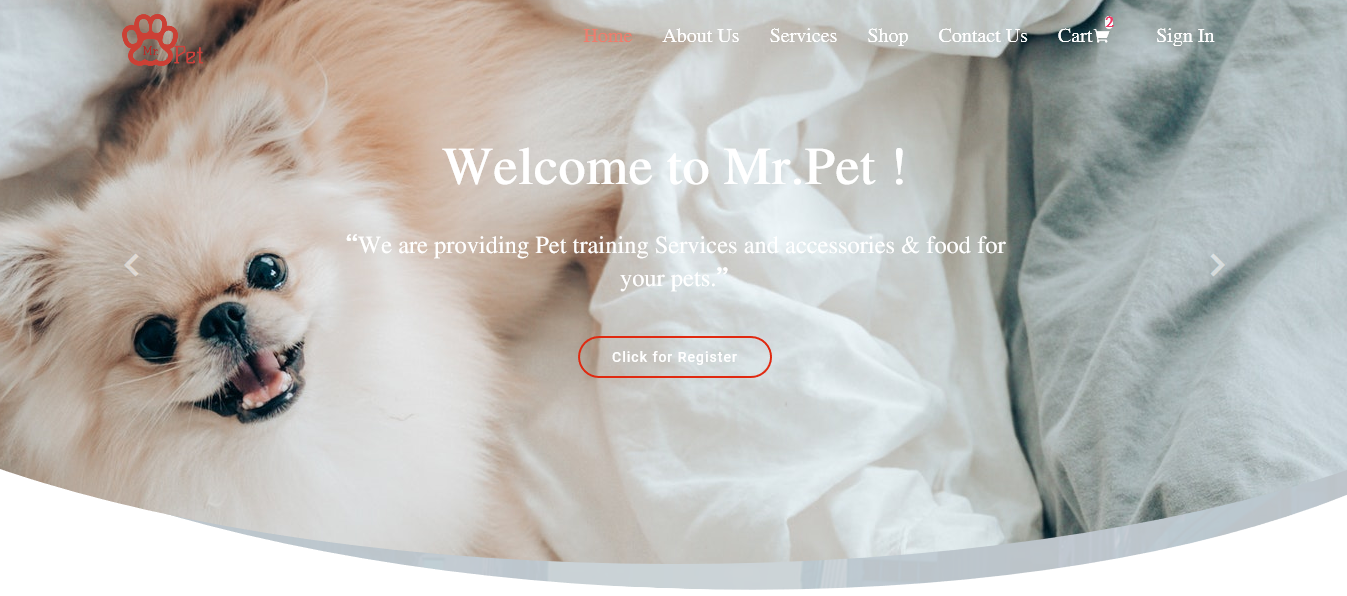 Mr. Pet
Home About Us Services Shop Contact Us Cart 2 Sign In
Welcome to Mr.Pet !
“We are providing Pet training Services and accessories & food for
your pets.”
Click for Register